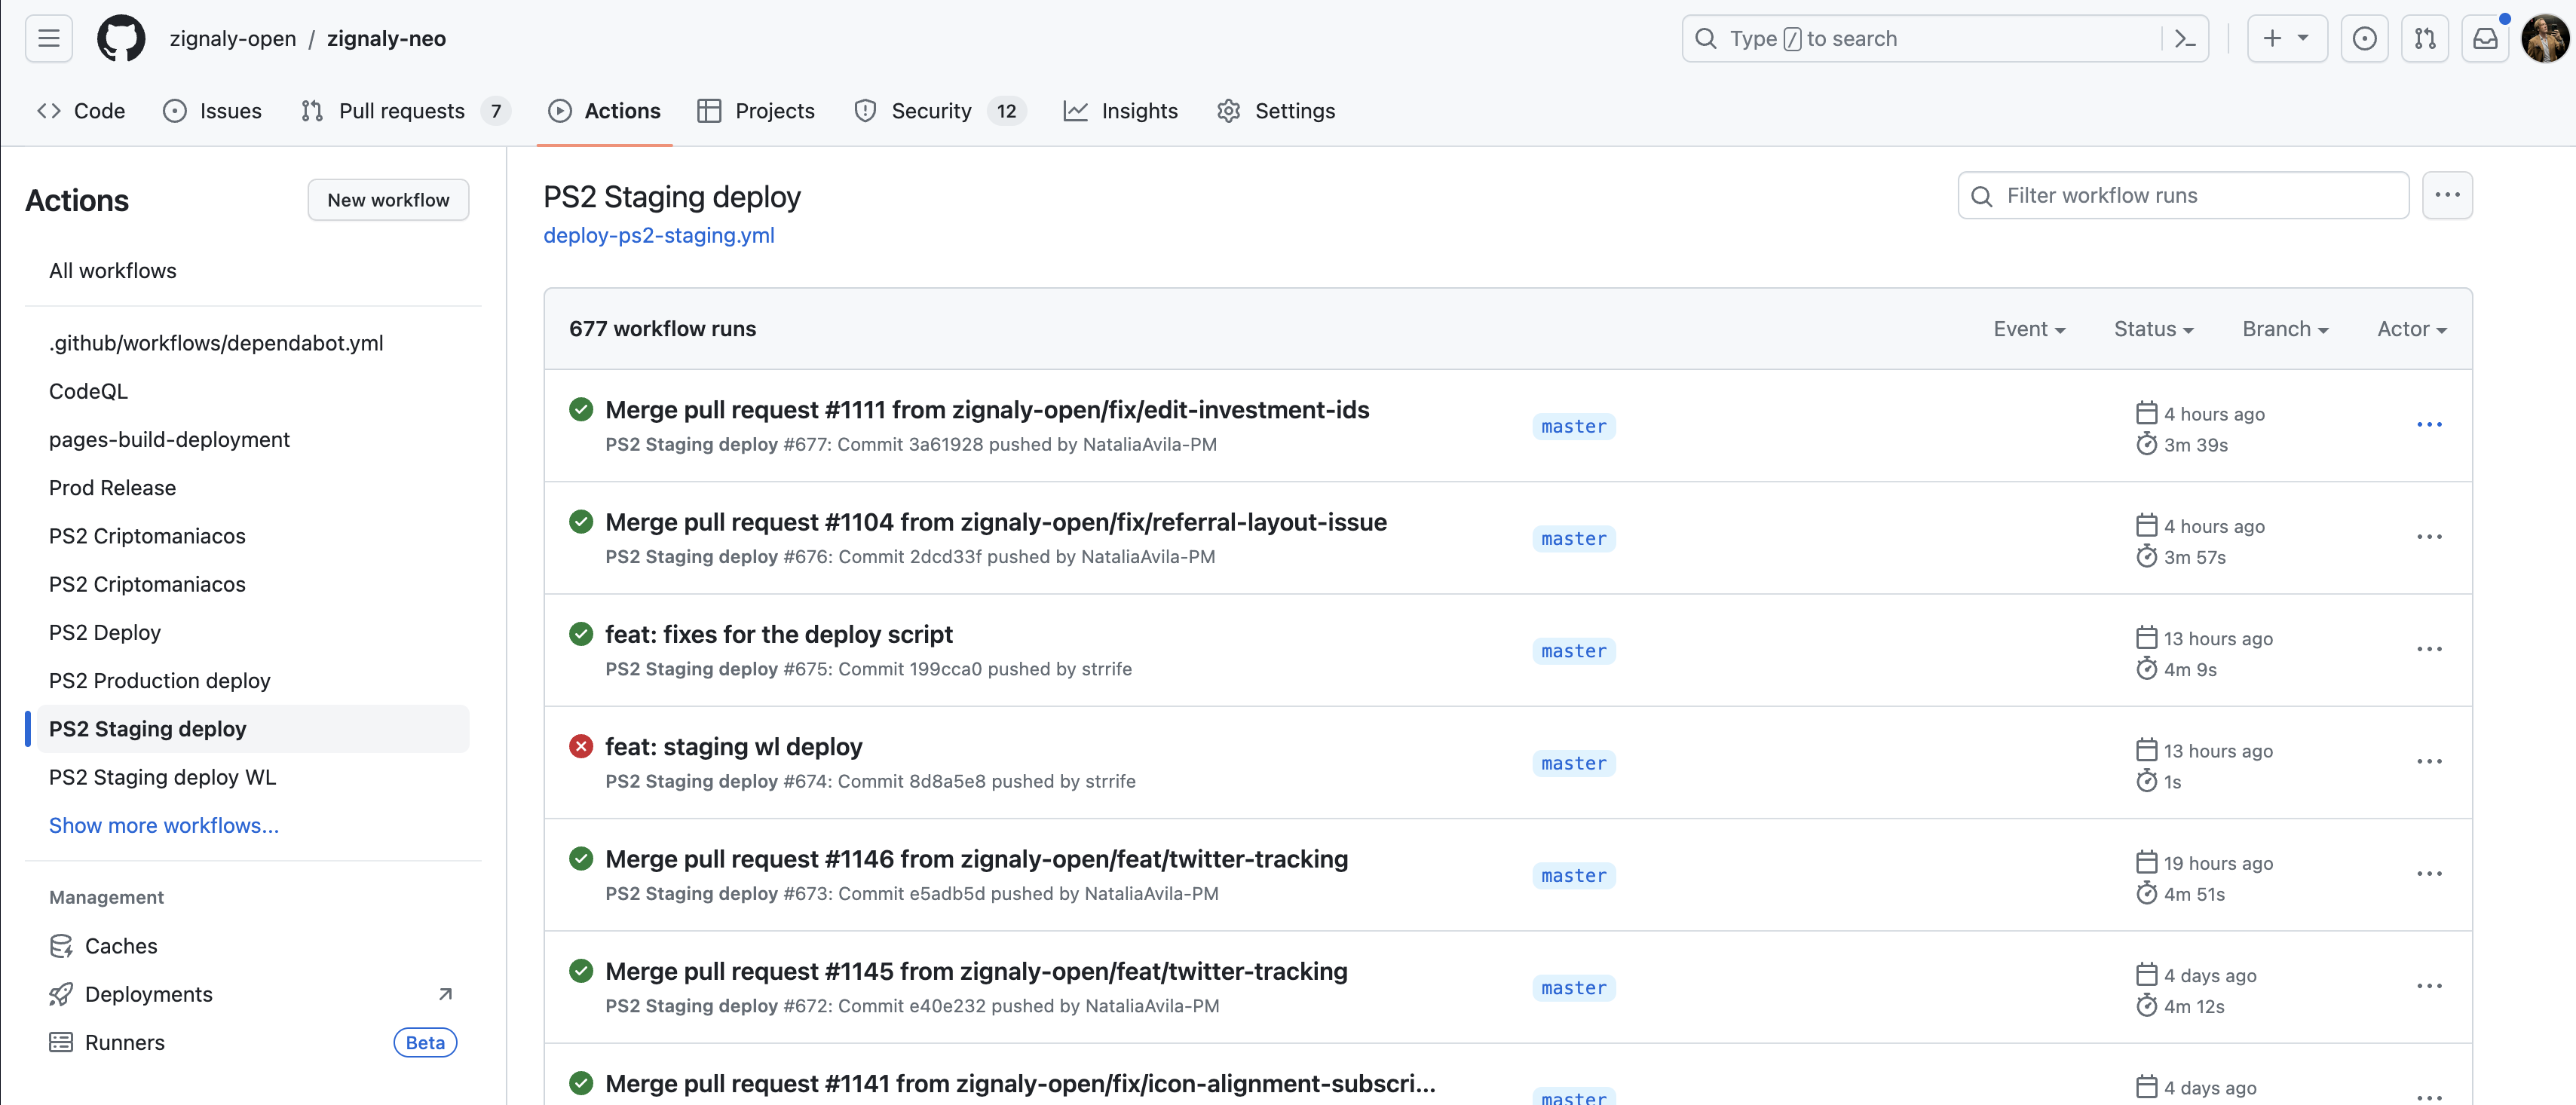 zignaly-open / zignaly-neo
Type / to search
Code
Issues
Pull requests 7
Actions
Projects
Security 12
Insights
Settings
Actions
New workflow
All workflows
.github/workflows/dependabot.yml
CodeQL
pages-build-deployment
Prod Release
PS2 Criptomaniacos
PS2 Criptomaniacos
PS2 Deploy
PS2 Production deploy
PS2 Staging deploy
PS2 Staging deploy WL
Show more workflows...
Management
Caches
Deployments
Runners Beta
PS2 Staging deploy
deploy-ps2-staging.yml
Filter workflow runs
677 workflow runs
Event
Status
Branch
Actor
Merge pull request #1111 from zignaly-open/fix/edit-investment-ids
PS2 Staging deploy #677: Commit 3a61928 pushed by NataliaAvila-PM
master
4 hours ago
3m 39s
Merge pull request #1104 from zignaly-open/fix/referral-layout-issue
PS2 Staging deploy #676: Commit 2dcd33f pushed by NataliaAvila-PM
master
4 hours ago
3m 57s
feat: fixes for the deploy script
PS2 Staging deploy #675: Commit 199cca0 pushed by strrife
master
13 hours ago
4m 9s
feat: staging wl deploy
PS2 Staging deploy #674: Commit 8d8a5e8 pushed by strrife
master
13 hours ago
1s
Merge pull request #1146 from zignaly-open/feat/twitter-tracking
PS2 Staging deploy #673: Commit e5adb5d pushed by NataliaAvila-PM
master
19 hours ago
4m 51s
Merge pull request #1145 from zignaly-open/feat/twitter-tracking
PS2 Staging deploy #672: Commit e40e232 pushed by NataliaAvila-PM
master
4 days ago
4m 12s
Merge pull request #1141 from zignaly-open/fix/icon-alignment-subscri...
master
4 days ago